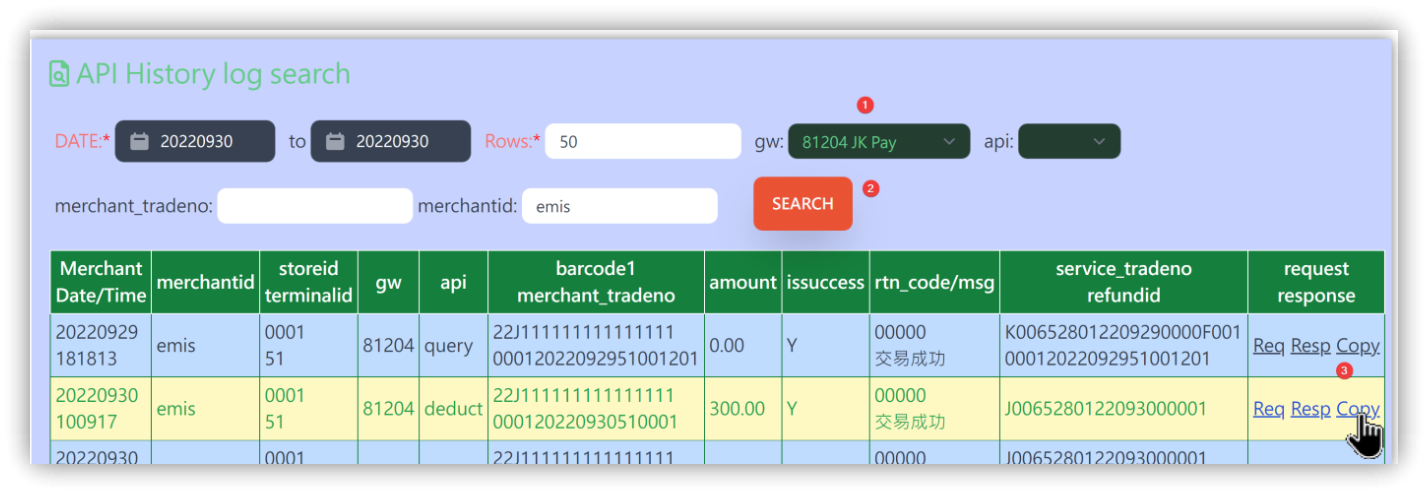 API History log search
1
DATE:* 20220930 to 20220930 Rows:* 50 gw: 81204 JK Pay api:
merchant_tradeno: merchantid: emis SEARCH 2
Merchant Date/Time merchantid storeid terminalid gw api barcode1 merchant_tradeno amount issuccess rtn_code/msg service_tradeno refundid request response
20220929 0001 22J111111111111111 00000 K006528012209290000F001
emis 81204 query 0.00 Y Req Resp Copy
181813 51 00012022092951001201 交易成功 00012022092951001201
3
20220930 0001 22J111111111111111 00000
emis 81204 deduct 300.00 Y J0065280122093000001 Req Resp Copy
100917 51 000120220930510001 交易成功
20220930 0001 22J111111111111111 00000 J0065280122093000001